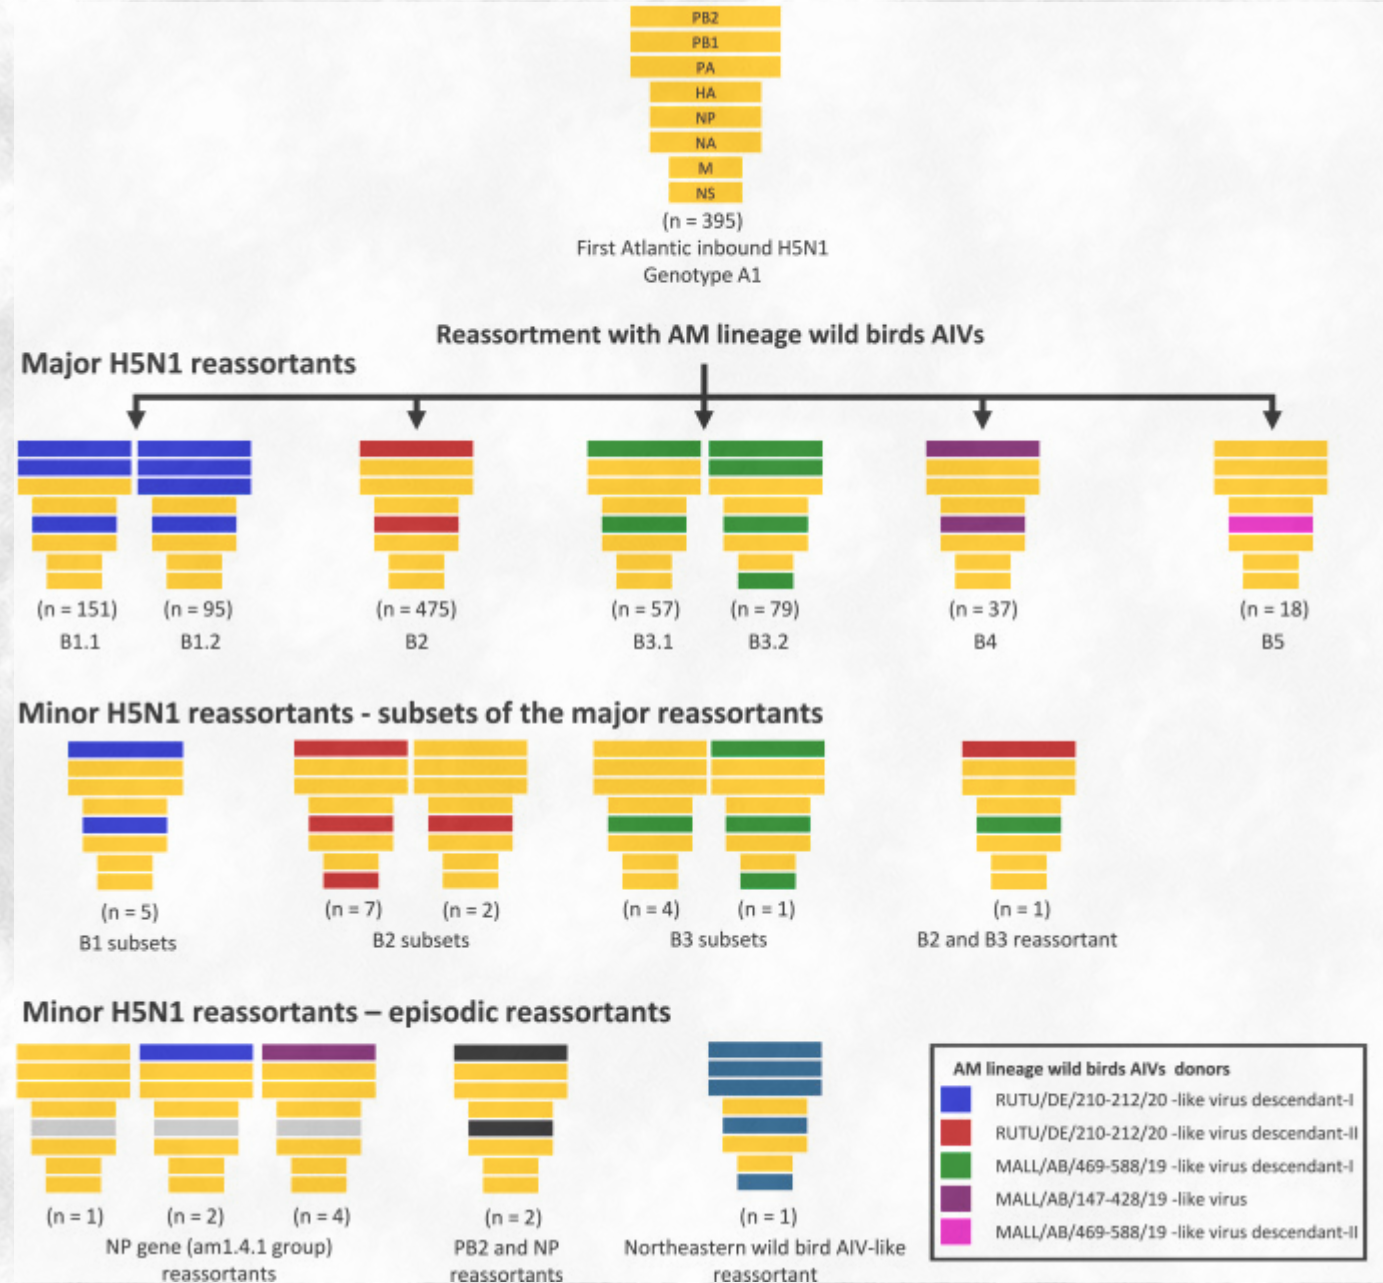 PB2
PB1
PA
HA
NP
NA
M
NS
(n = 395)
First Atlantic inbound H5N1
Genotype A1
Reassortment with AM lineage wild birds AIVs
Major H5N1 reassortants
(n = 151) (n = 95) (n = 475) (n = 57) (n = 79) (n = 37) (n = 18)
B1.1 B1.2 B2 B3.1 B3.2 B4 B5
Minor H5N1 reassortants - subsets of the major reassortants
(n = 5) (n = 7) (n = 2) (n = 4) (n = 1) (n = 1)
B1 subsets B2 subsets B3 subsets B2 and B3 reassortant
Minor H5N1 reassortants – episodic reassortants
(n = 1) (n = 2) (n = 4) (n = 2) (n = 1)
NP gene (am1.4.1 group)
reassortants
PB2 and NP
reassortants
Northeastern wild bird AIV-like
reassortant
AM lineage wild birds AIVs donors
RUTU/DE/210-212/20 -like virus descendant-I
RUTU/DE/210-212/20 -like virus descendant-II
MALL/AB/469-588/19 -like virus descendant-I
MALL/AB/147-428/19 -like virus
MALL/AB/469-588/19 -like virus descendant-II